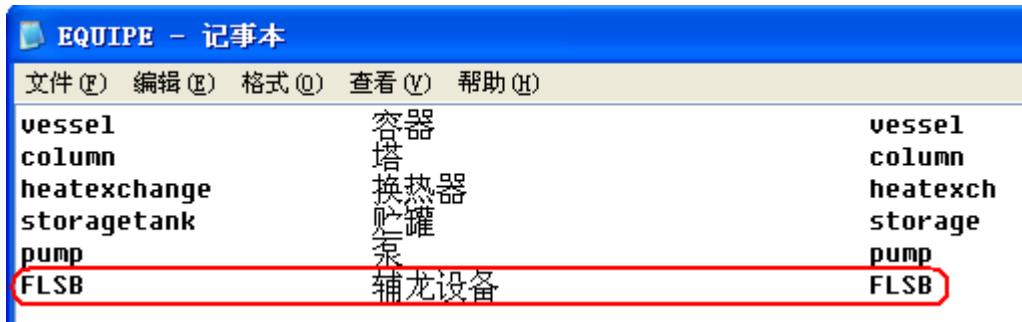 EQUIPE - 记事本
文件(F) 编辑(E) 格式(O) 查看(V) 帮助(H)
vessel 容器 vessel
column 塔 column
heatexchange 换热器 heatexch
storagetank 贮罐 storage
pump 泵 pump
FLSB 辅龙设备 FLSB